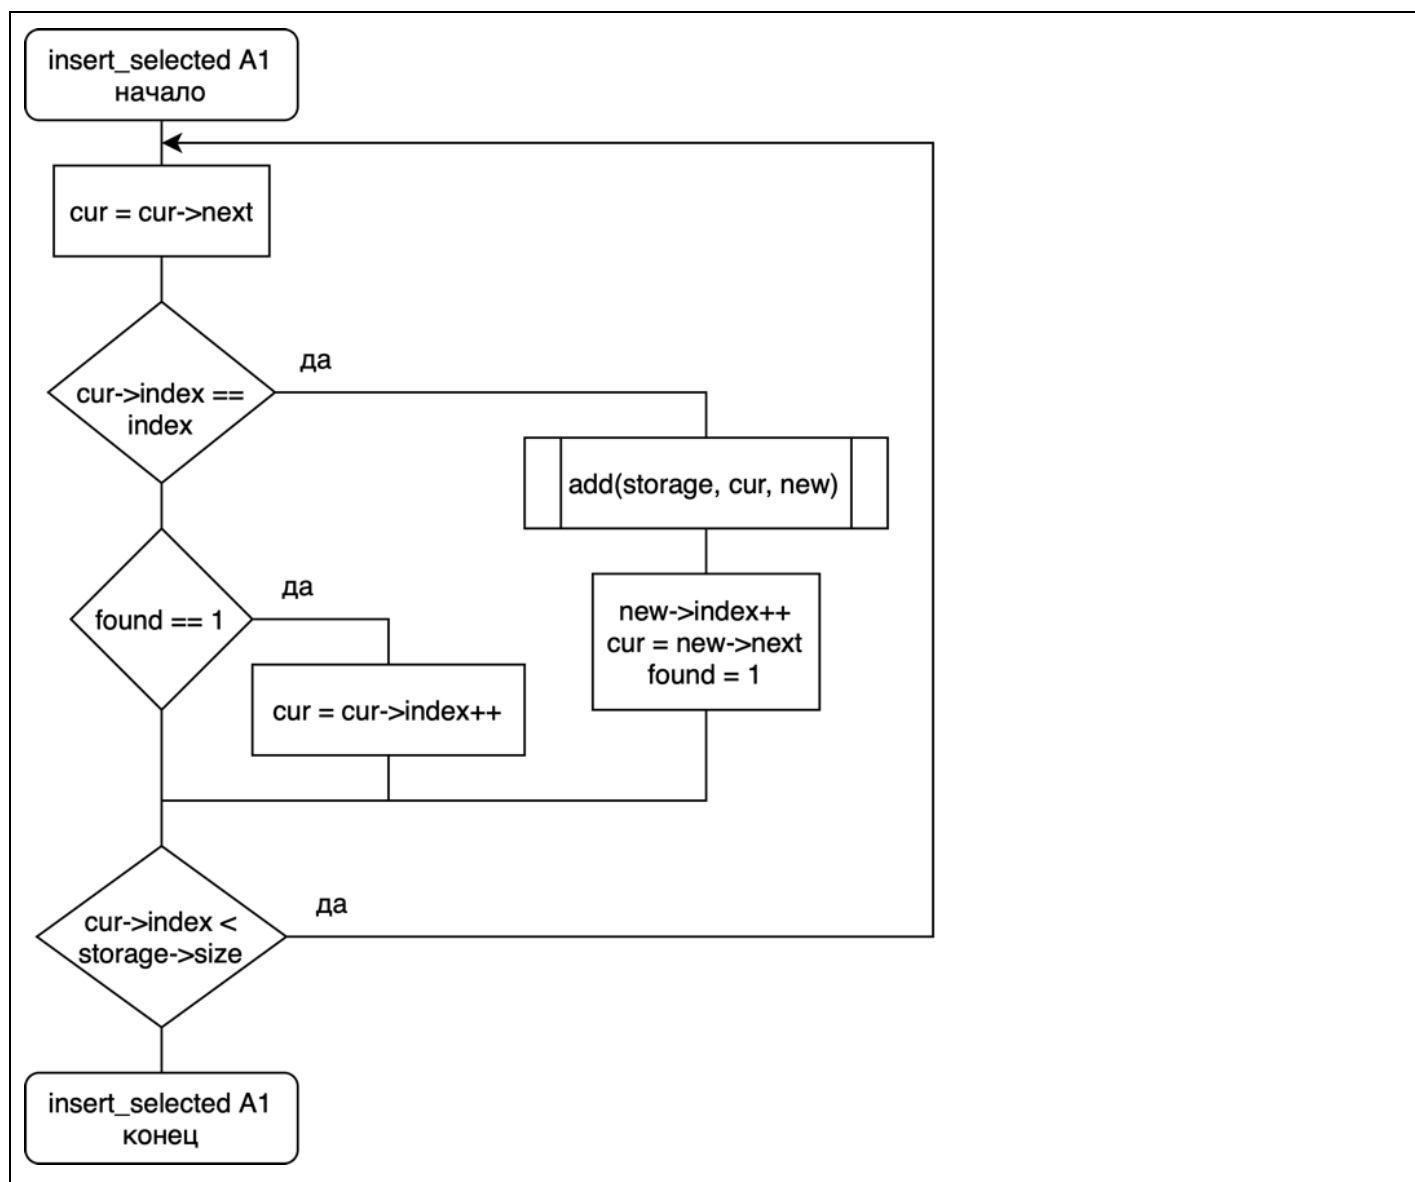 insert_selected A1
начало
cur = cur->next
да
cur->index ==
index
add(storage, cur, new)
да
found == 1
new->index++
cur = new->next
found = 1
cur = cur->index++
да
cur->index <
storage->size
insert_selected A1
конец